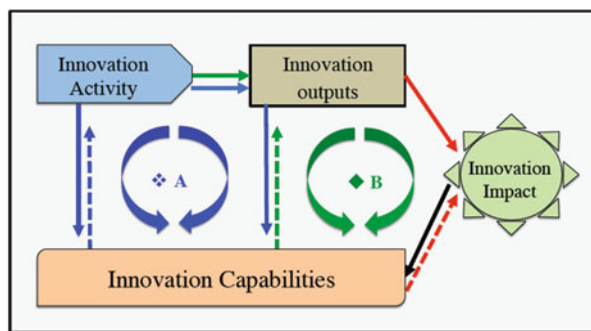 Innovation
Activity
Innovation
outputs
Innovation
Impact
❖ A
◆ B
Innovation Capabilities